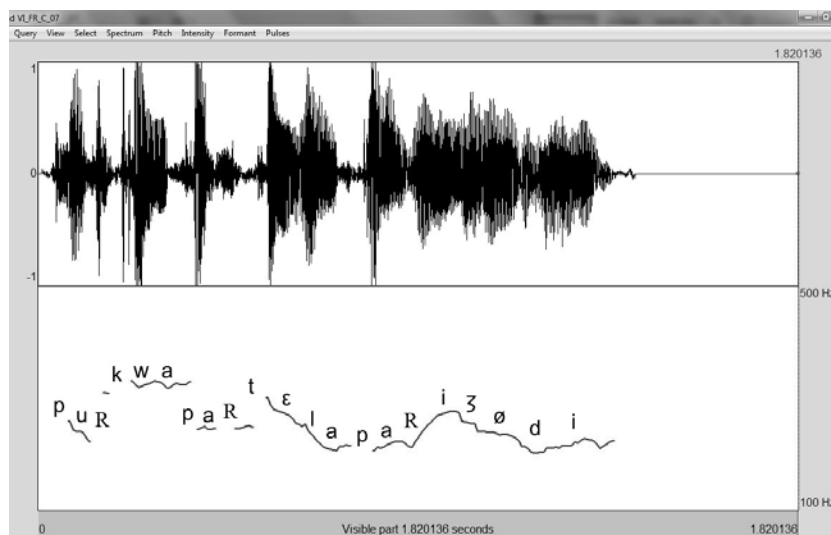 d VI_FR_C_07
Query View Select Spectrum Pitch Intensity Formant Pulses
1.820136
1
0
-1
500 Hz
p u R k w a p a R t ɛ l a p a R i ʒ ø d i
100 Hz
0 Visible part 1.820136 seconds 1.820136